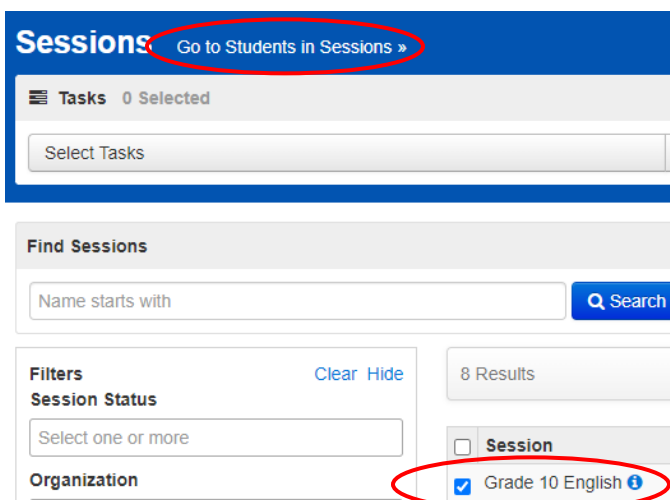 Sessions Go to Students in Sessions »
Tasks 0 Selected
Select Tasks
Find Sessions
Name starts with
Search
Filters Clear Hide
Session Status
Select one or more
Organization
8 Results
Session
Grade 10 English